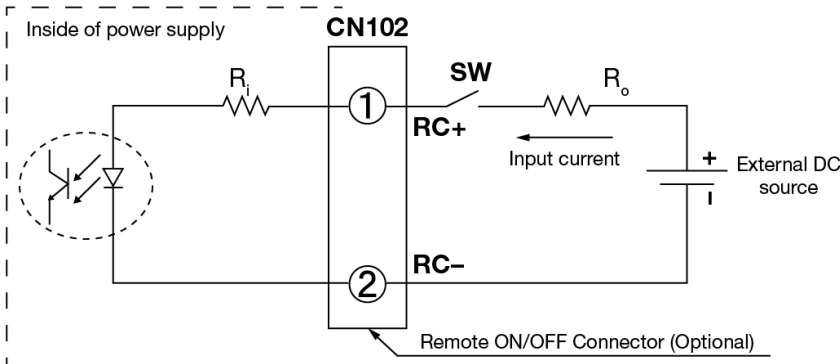 Inside of power supply
CN102
Ri
1
SW
Ro
RC+
Input current
+
External DC
source
RC−
2
Remote ON/OFF Connector (Optional)